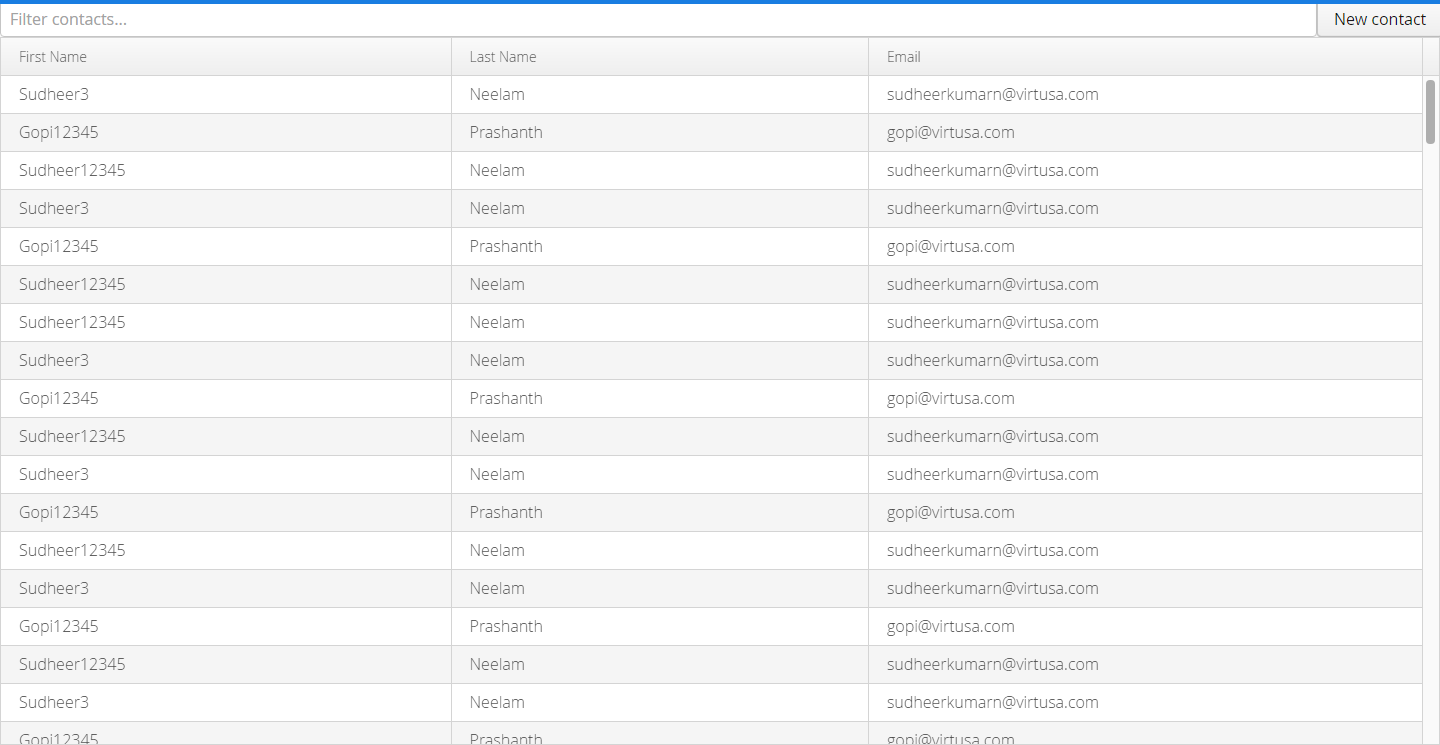 Filter contacts... New contact
First Name Last Name Email
Sudheer3 Neelam sudheerkumarn@virtusa.com
Gopi12345 Prashanth gopi@virtusa.com
Sudheer12345 Neelam sudheerkumarn@virtusa.com
Sudheer3 Neelam sudheerkumarn@virtusa.com
Gopi12345 Prashanth gopi@virtusa.com
Sudheer12345 Neelam sudheerkumarn@virtusa.com
Sudheer12345 Neelam sudheerkumarn@virtusa.com
Sudheer3 Neelam sudheerkumarn@virtusa.com
Gopi12345 Prashanth gopi@virtusa.com
Sudheer12345 Neelam sudheerkumarn@virtusa.com
Sudheer3 Neelam sudheerkumarn@virtusa.com
Gopi12345 Prashanth gopi@virtusa.com
Sudheer12345 Neelam sudheerkumarn@virtusa.com
Sudheer3 Neelam sudheerkumarn@virtusa.com
Gopi12345 Prashanth gopi@virtusa.com
Sudheer12345 Neelam sudheerkumarn@virtusa.com
Sudheer3 Neelam sudheerkumarn@virtusa.com
Gopi12345 Prashanth gopi@virtusa.com